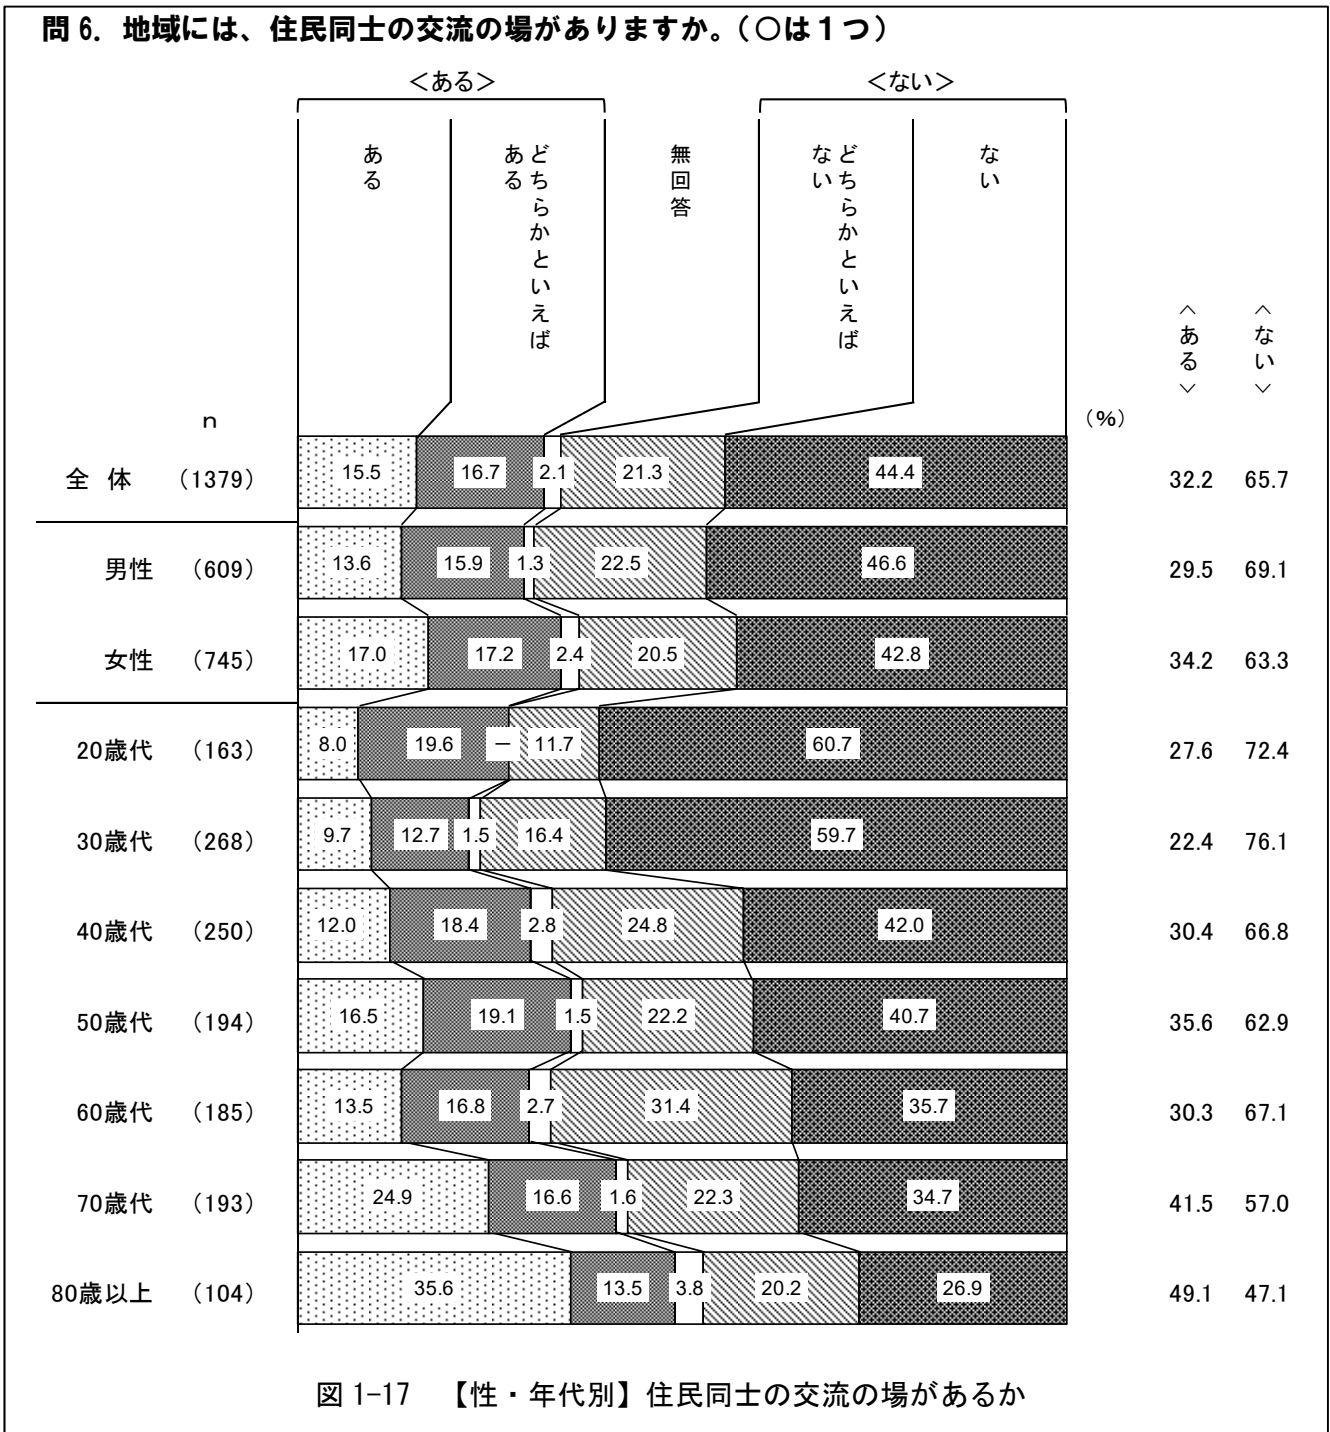 問 6. 地域には、住民同士の交流の場がありますか。（○は１つ）
＜ある＞ ＜ない＞
ある
どちらかといえばある
無回答
どちらかといえばない
ない
＜ある＞ ＜ない＞
ｎ （％）
全 体 （1379） 15.5 16.7 2.1 21.3 44.4 32.2 65.7
男性 （609） 13.6 15.9 1.3 22.5 46.6 29.5 69.1
女性 （745） 17.0 17.2 2.4 20.5 42.8 34.2 63.3
20歳代 （163） 8.0 19.6 － 11.7 60.7 27.6 72.4
30歳代 （268） 9.7 12.7 1.5 16.4 59.7 22.4 76.1
40歳代 （250） 12.0 18.4 2.8 24.8 42.0 30.4 66.8
50歳代 （194） 16.5 19.1 1.5 22.2 40.7 35.6 62.9
60歳代 （185） 13.5 16.8 2.7 31.4 35.7 30.3 67.1
70歳代 （193） 24.9 16.6 1.6 22.3 34.7 41.5 57.0
80歳以上 （104） 35.6 13.5 3.8 20.2 26.9 49.1 47.1
図 1-17 【性・年代別】住民同士の交流の場があるか